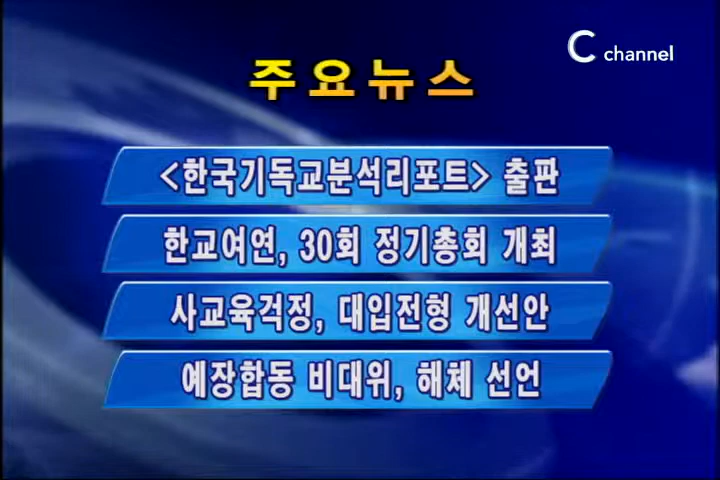 C channel
주요뉴스
<한국기독교분석리포트> 출판
한교여연, 30회 정기총회 개최
사교육걱정, 대입전형 개선안
예장합동 비대위, 해체 선언